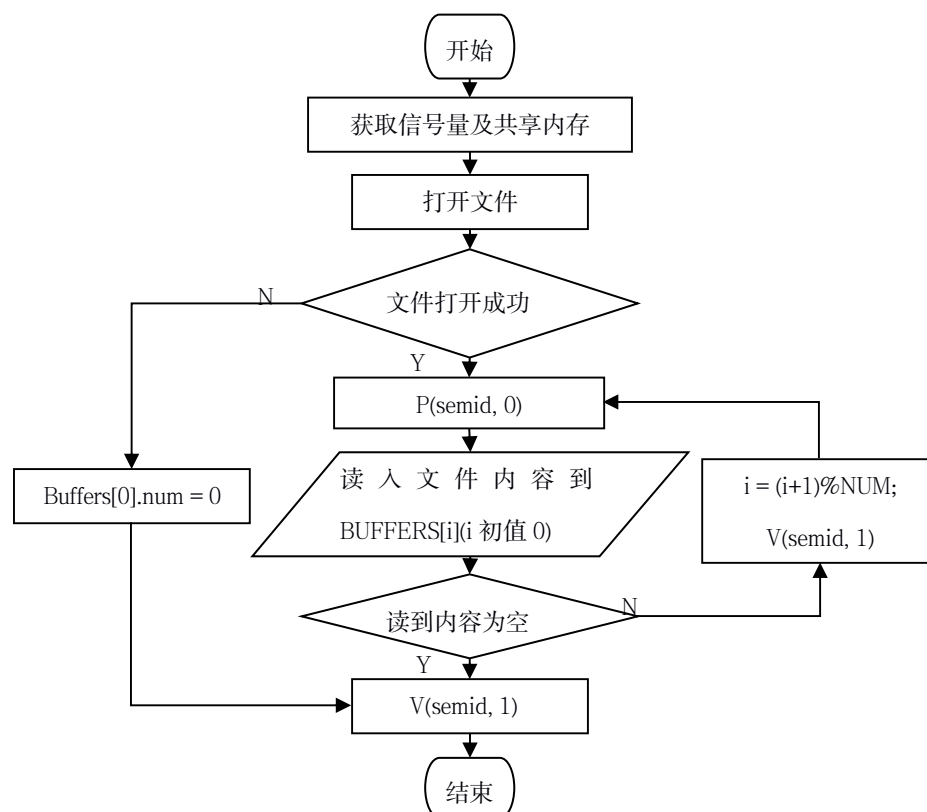 开始
获取信号量及共享内存
打开文件
文件打开成功
N
Y
P(semid, 0)
读入文件内容到
BUFFERS[i](i 初值 0)
Buffers[0].num = 0
i = (i+1)%NUM;
V(semid, 1)
读到内容为空
N
Y
V(semid, 1)
结束